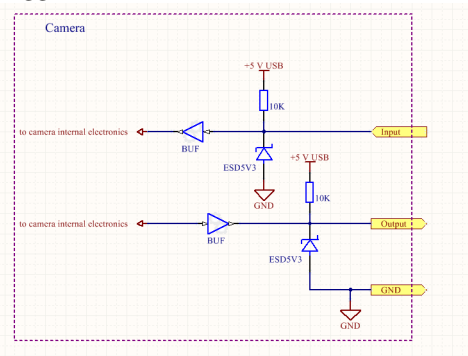 Camera
+5 V USB
10K
to camera internal electronics
BUF
Input
ESD5V3
+5 V USB
GND
10K
to camera internal electronics
BUF
Output
ESD5V3
GND
GND